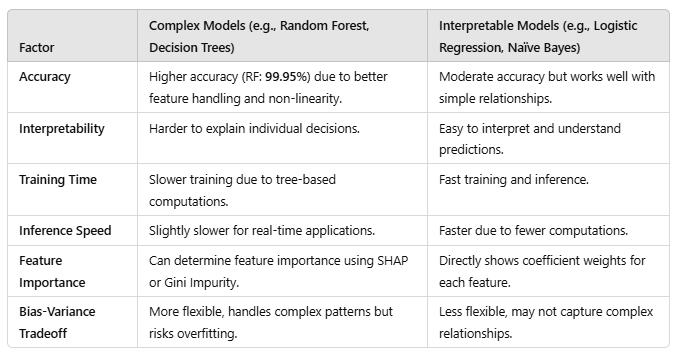 Factor
Complex Models (e.g., Random Forest,
Decision Trees)
Interpretable Models (e.g., Logistic
Regression, Naïve Bayes)
Accuracy
Higher accuracy (RF: 99.95%) due to better
feature handling and non-linearity.
Moderate accuracy but works well with
simple relationships.
Interpretability
Harder to explain individual decisions.
Easy to interpret and understand
predictions.
Training Time
Slower training due to tree-based
computations.
Fast training and inference.
Inference Speed
Slightly slower for real-time applications.
Faster due to fewer computations.
Feature
Importance
Can determine feature importance using SHAP
or Gini Impurity.
Directly shows coefficient weights for
each feature.
Bias-Variance
Tradeoff
More flexible, handles complex patterns but
risks overfitting.
Less flexible, may not capture complex
relationships.